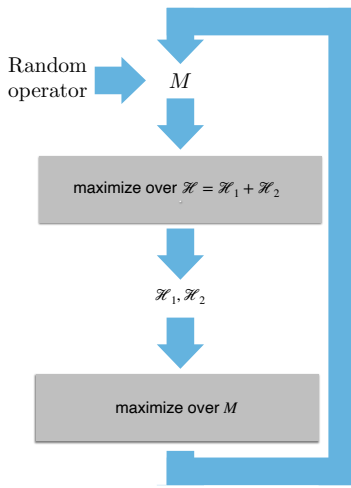 Random
operator
M
maximize over ℋ = ℋ₁ + ℋ₂
ℋ₁, ℋ₂
maximize over M